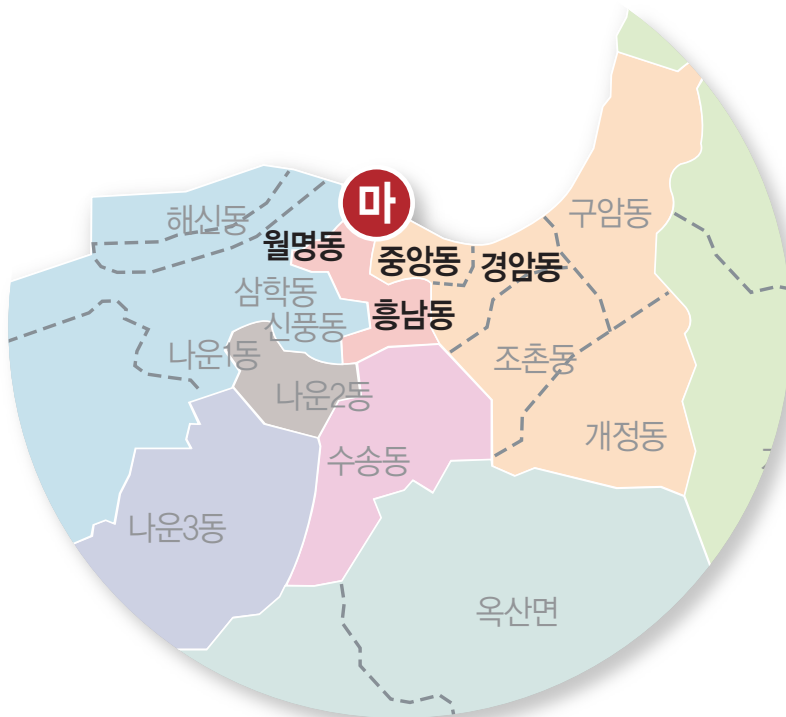 마
해신동
구암동
월명동
중앙동
경암동
삼학동
흥남동
신풍동
나운1동
조촌동
나운2동
개정동
수송동
나운3동
옥산면